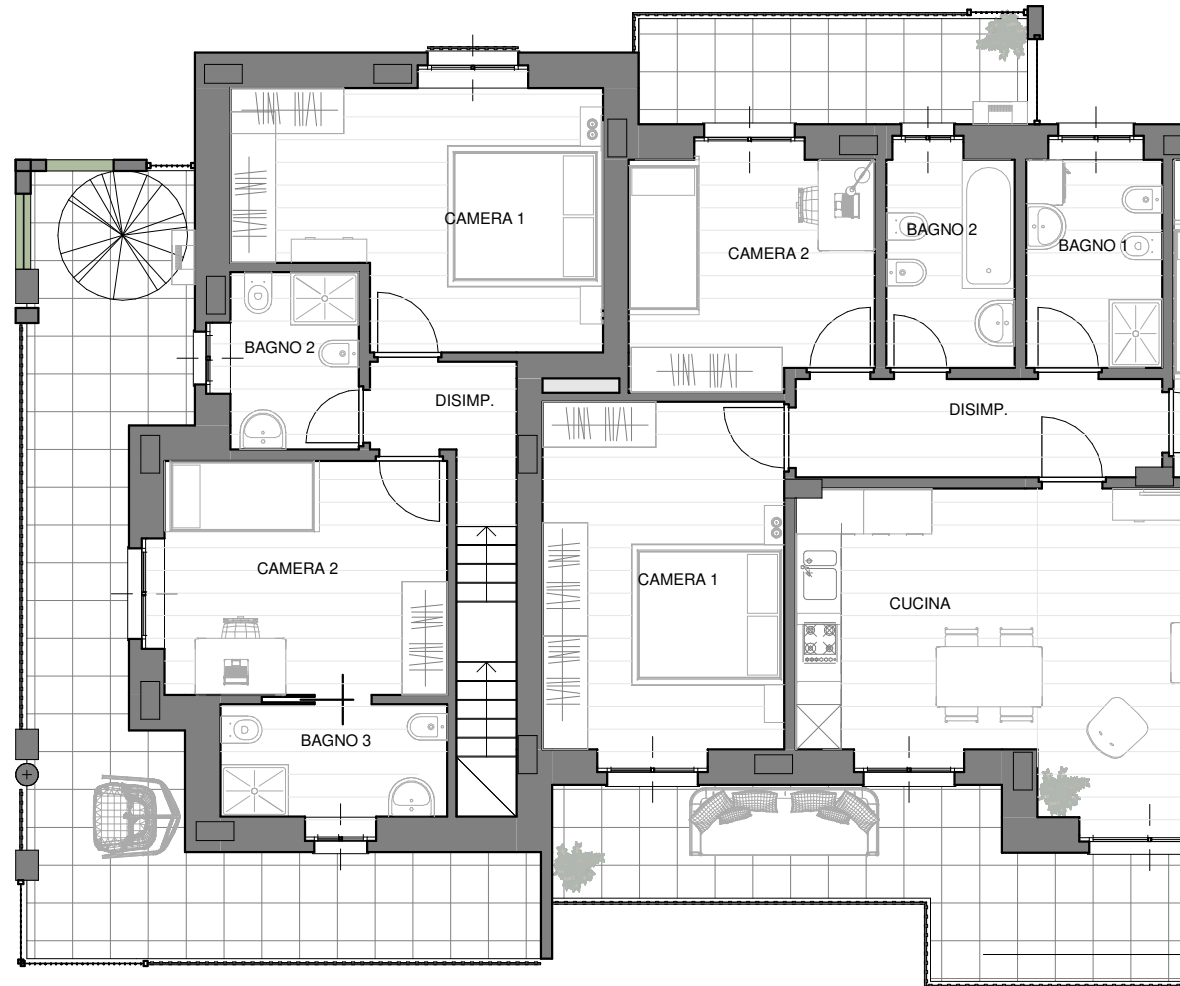 CAMERA 1
CAMERA 2
BAGNO 2
BAGNO 1
BAGNO 2
DISIMP.
DISIMP.
CAMERA 2
CAMERA 1
CUCINA
BAGNO 3